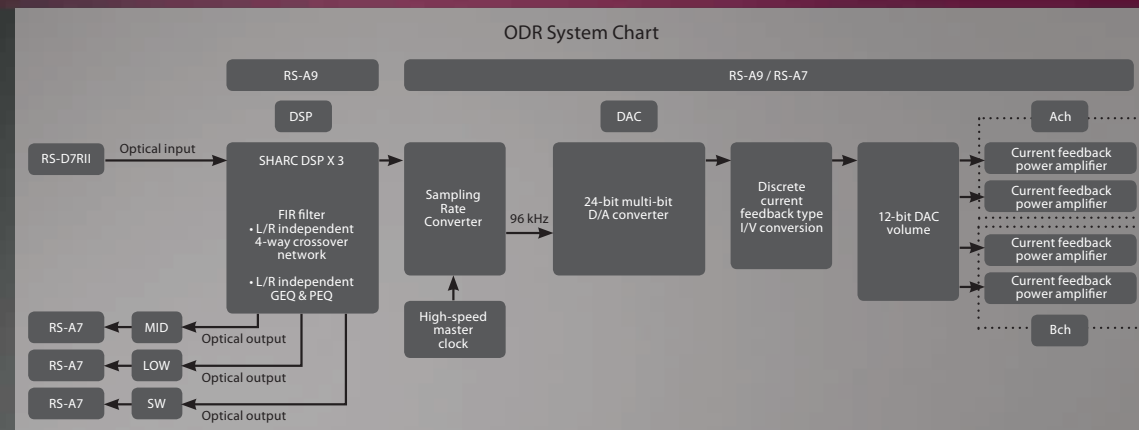 ODR System Chart
RS-A9
RS-A9 / RS-A7
DSP
DAC
Ach
RS-D7RII
Optical input
SHARC DSP X 3
FIR filter
• L/R independent
4-way crossover
network
• L/R independent
GEQ & PEQ
Sampling
Rate
Converter
96 kHz
High-speed
master
clock
24-bit multi-bit
D/A converter
Discrete
current
feedback type
I/V conversion
12-bit DAC
volume
Current feedback
power amplifier
Current feedback
power amplifier
Current feedback
power amplifier
Current feedback
power amplifier
Bch
RS-A7
MID
Optical output
RS-A7
LOW
Optical output
RS-A7
SW
Optical output